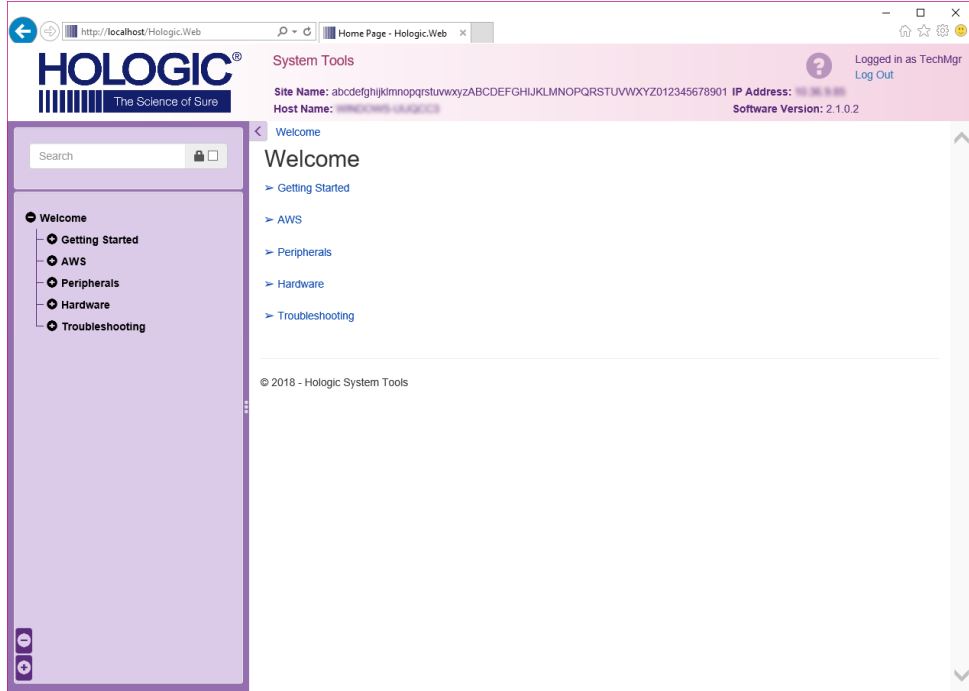 http://localhost/Hologic.Web
Home Page - Hologic.Web
HOLOGIC®
The Science of Sure
System Tools
Logged in as TechMgr
Log Out
Site Name: abcdefghijklmnopqrstuvwxyzABCDEFGHIJKLMNOPQRSTUVWXYZ012345678901 IP Address:
Host Name:
Software Version: 2.1.0.2
Search
Welcome
Getting Started
AWS
Peripherals
Hardware
Troubleshooting
Welcome
Welcome
➢ Getting Started
➢ AWS
➢ Peripherals
➢ Hardware
➢ Troubleshooting
© 2018 - Hologic System Tools